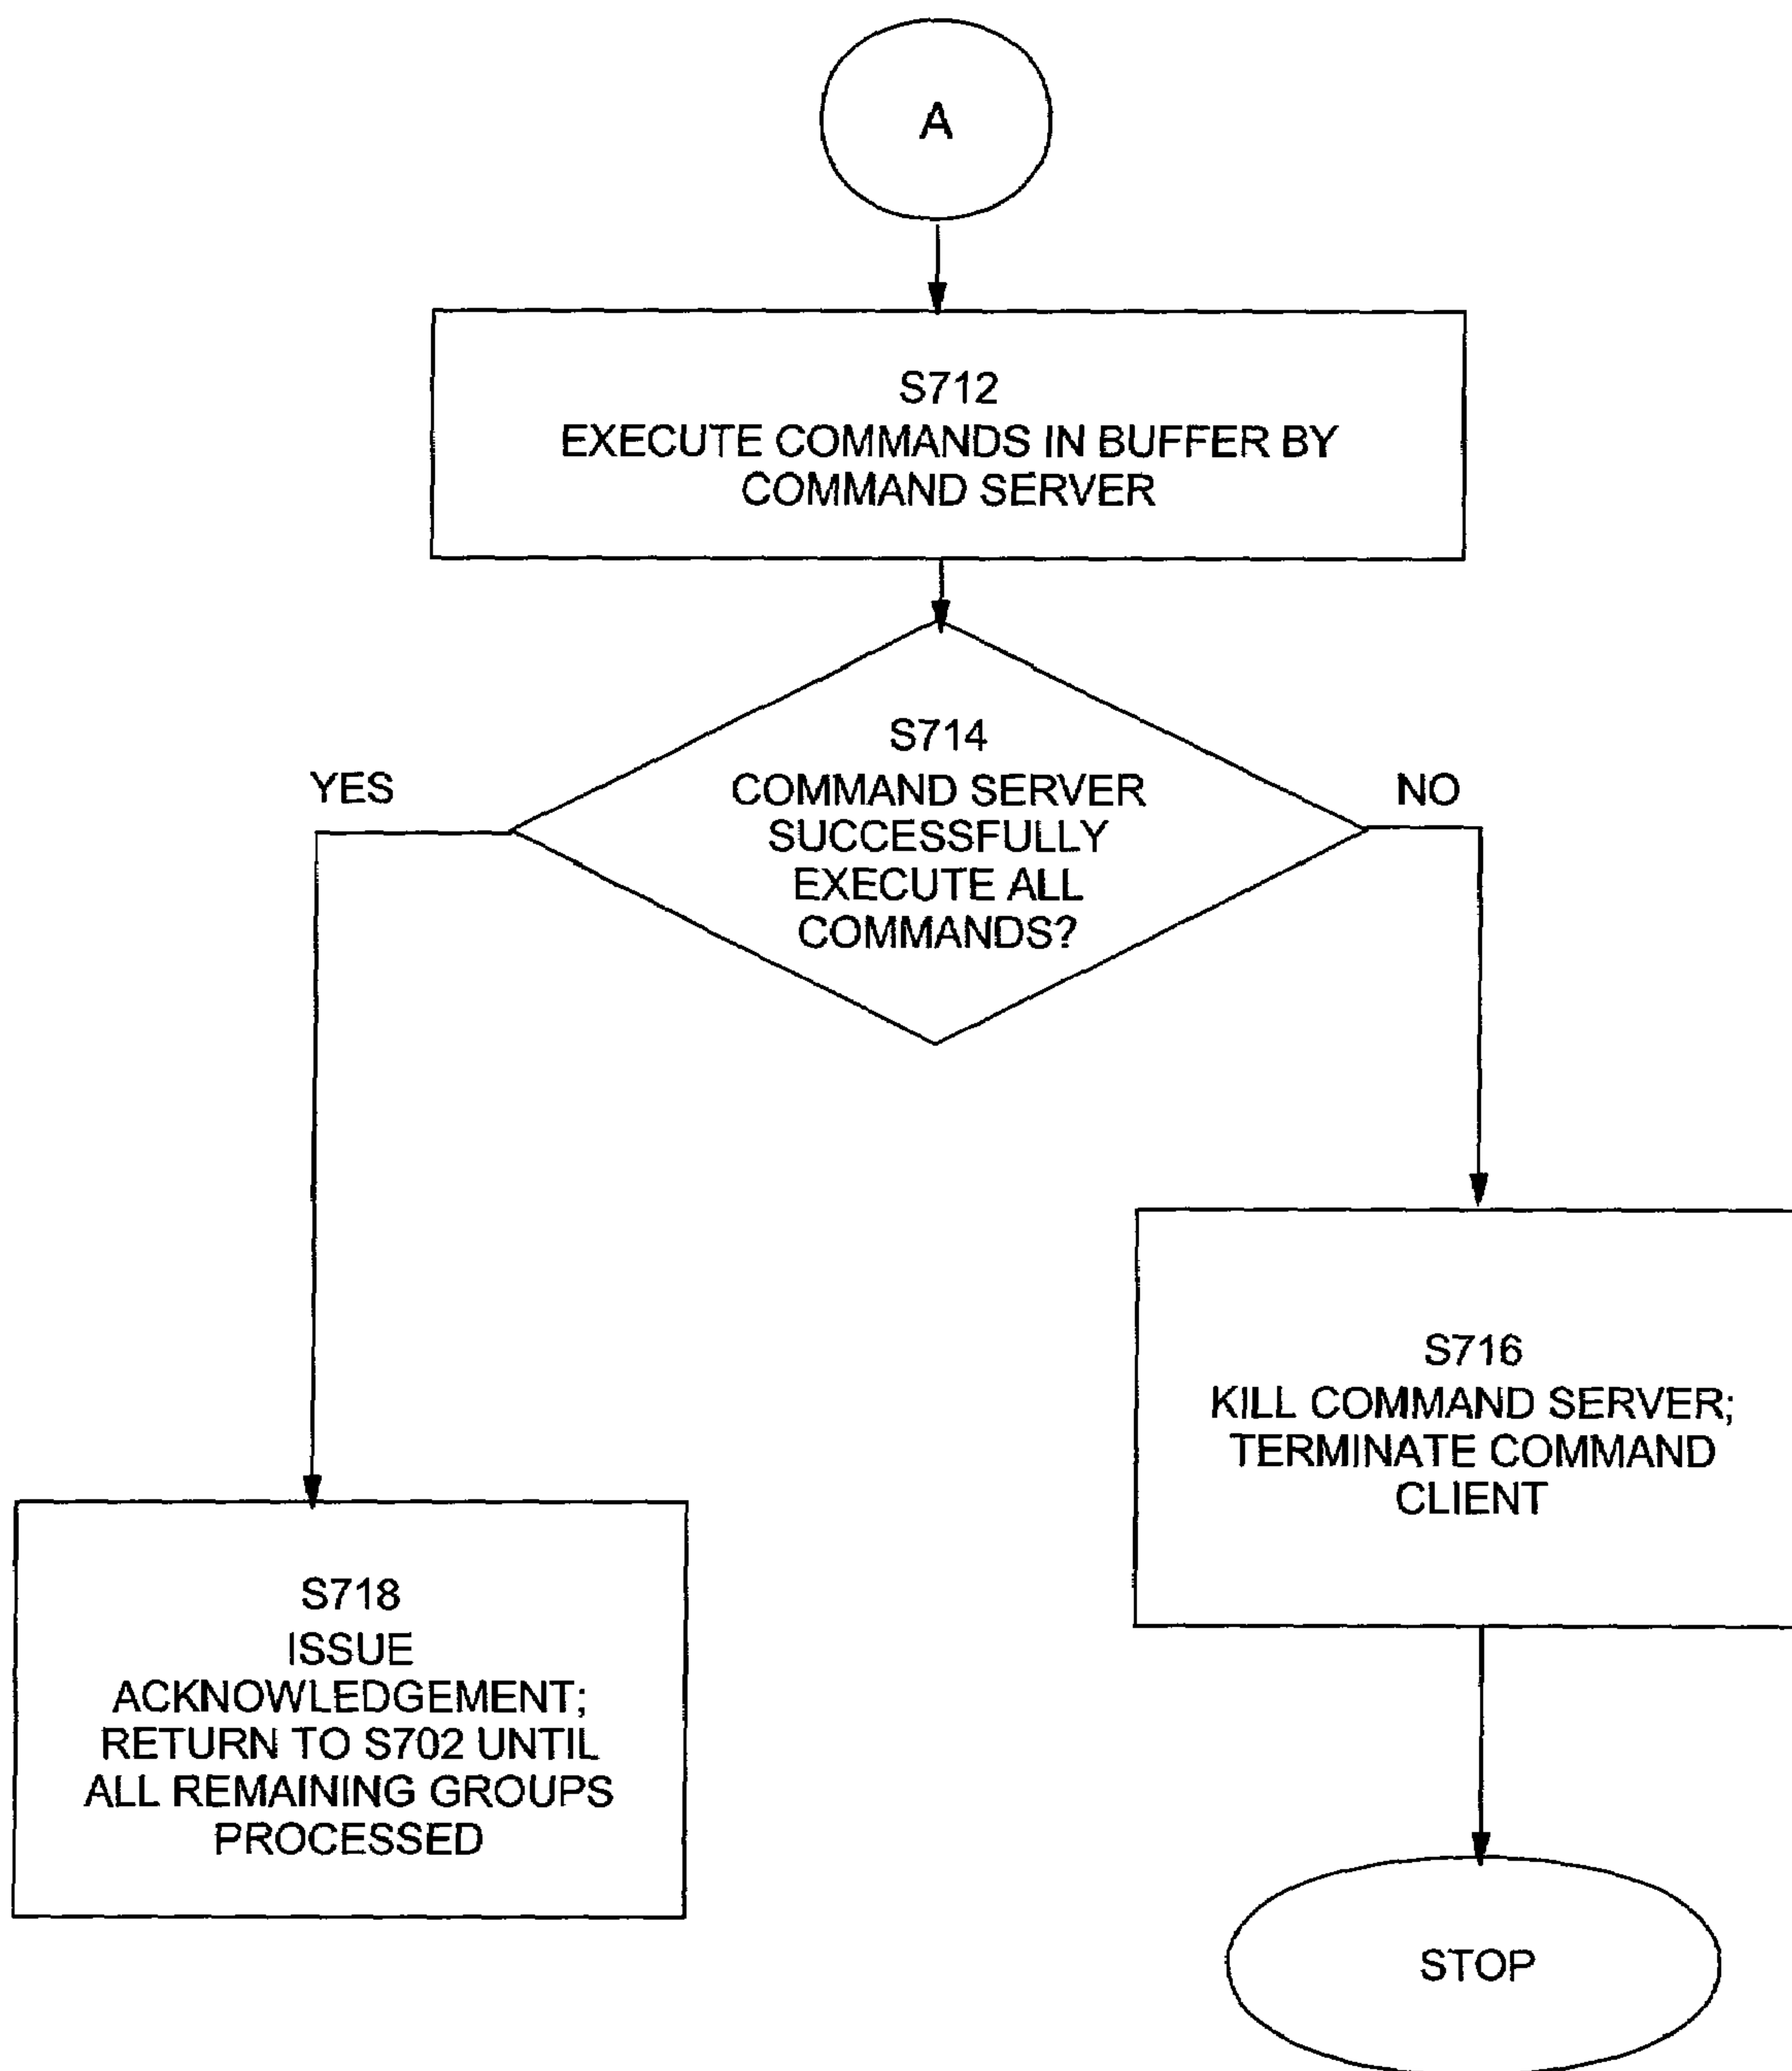 A
S712
EXECUTE COMMANDS IN BUFFER BY
COMMAND SERVER
S714
COMMAND SERVER
SUCCESSFULLY
EXECUTE ALL
COMMANDS?
YES
NO
S716
KILL COMMAND SERVER;
TERMINATE COMMAND
CLIENT
S718
ISSUE
ACKNOWLEDGEMENT;
RETURN TO S702 UNTIL
ALL REMAINING GROUPS
PROCESSED
STOP